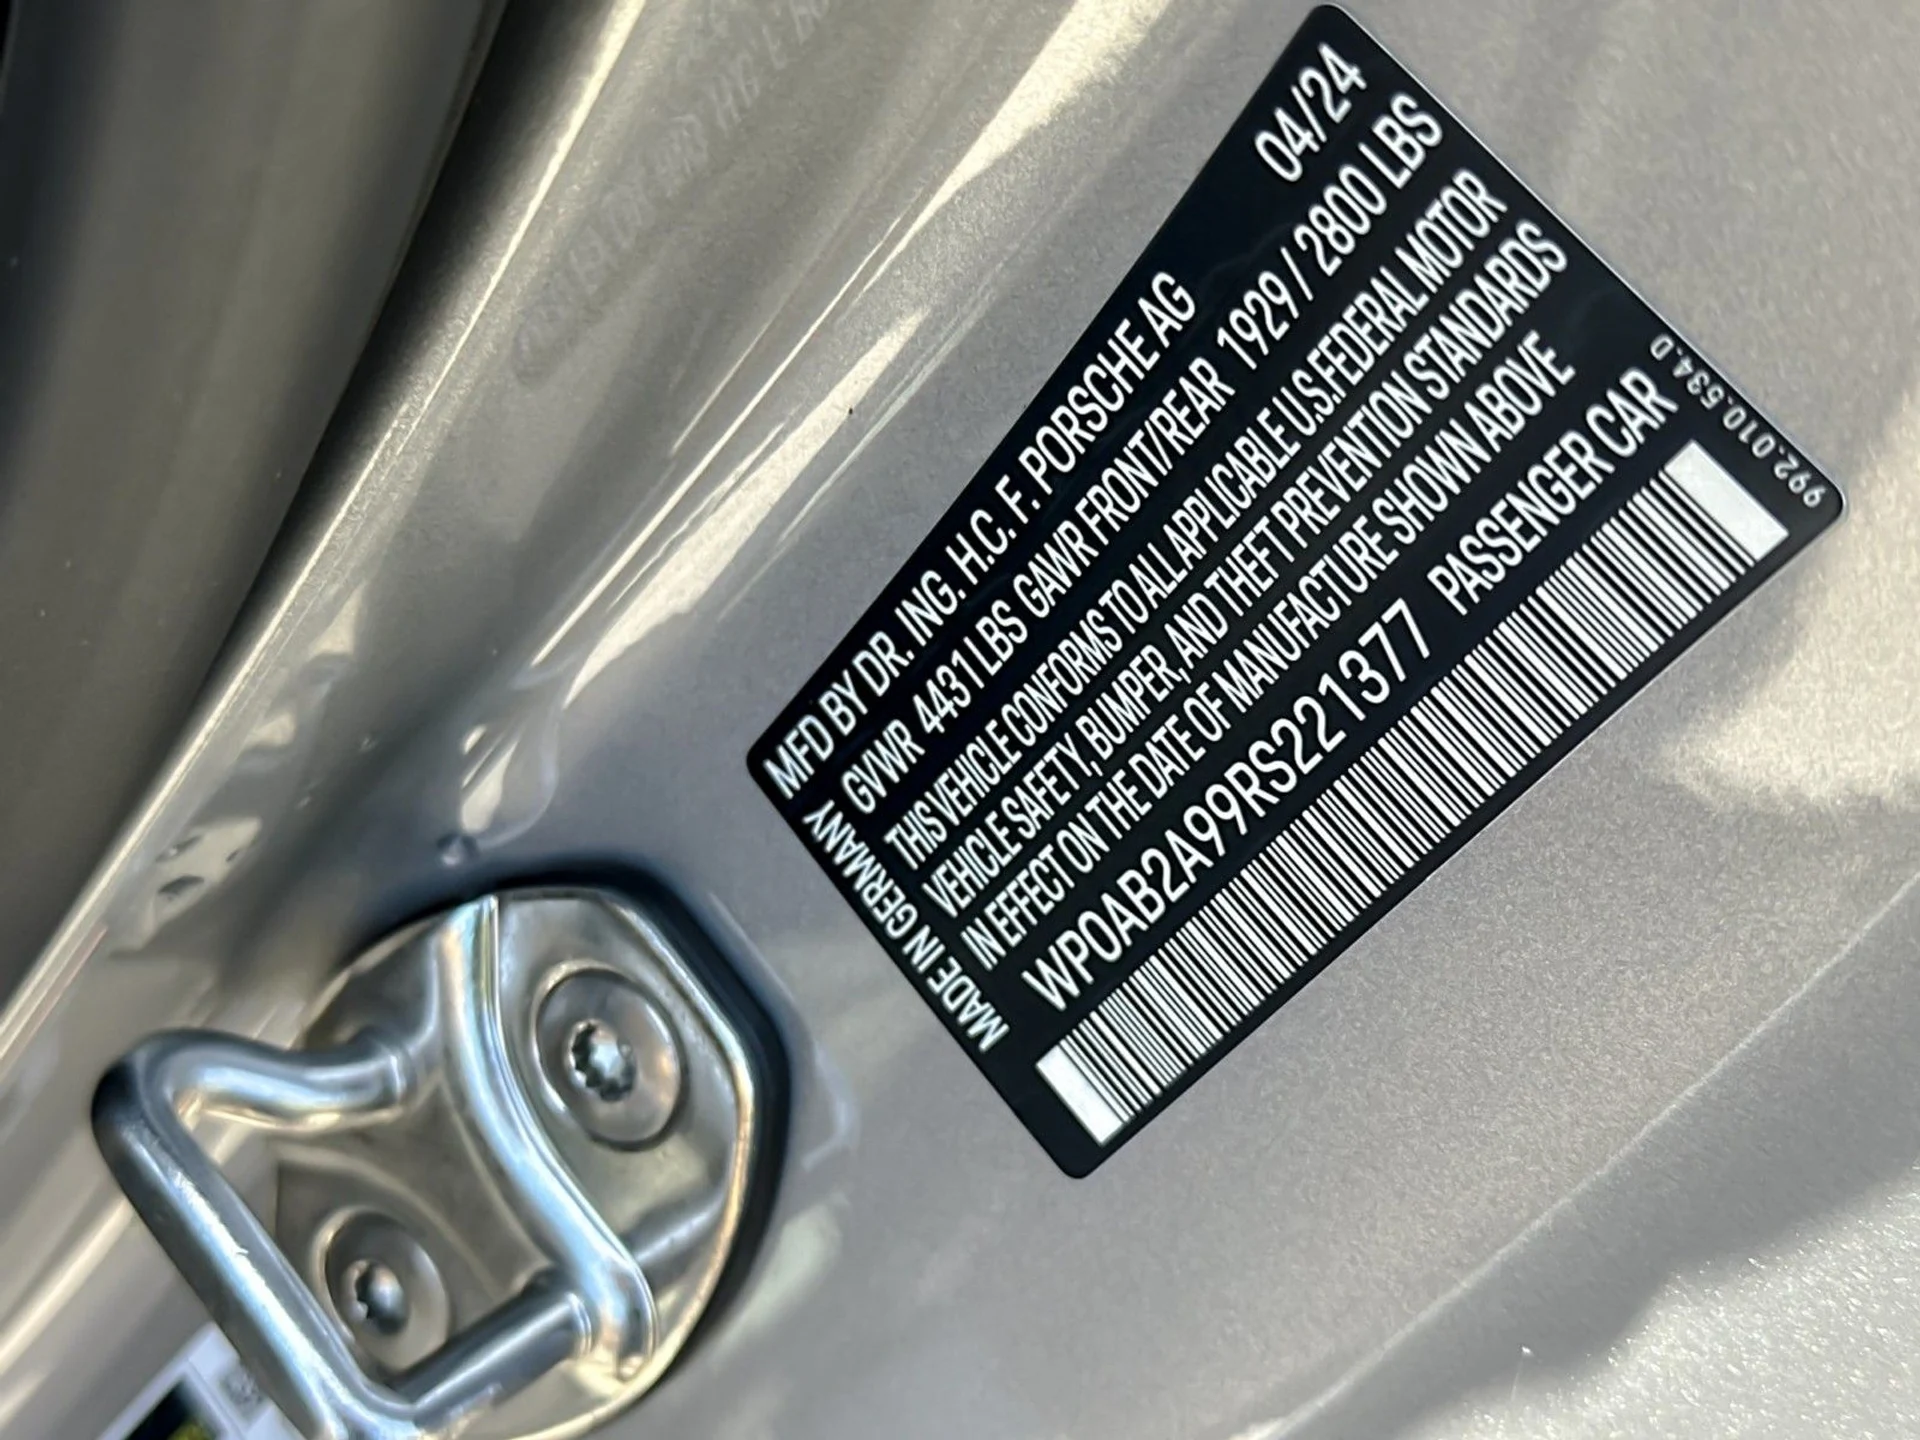 MFD BY DR. ING. H.C. F. PORSCHE AG 04/24
GVWR 4431 LBS GAWR FRONT/REAR 1929 / 2800 LBS
THIS VEHICLE CONFORMS TO ALL APPLICABLE U.S. FEDERAL MOTOR
VEHICLE SAFETY, BUMPER, AND THEFT PREVENTION STANDARDS
IN EFFECT ON THE DATE OF MANUFACTURE SHOWN ABOVE
WP0AB2A99RS221377 PASSENGER CAR
MADE IN GERMANY
992.010.534.D